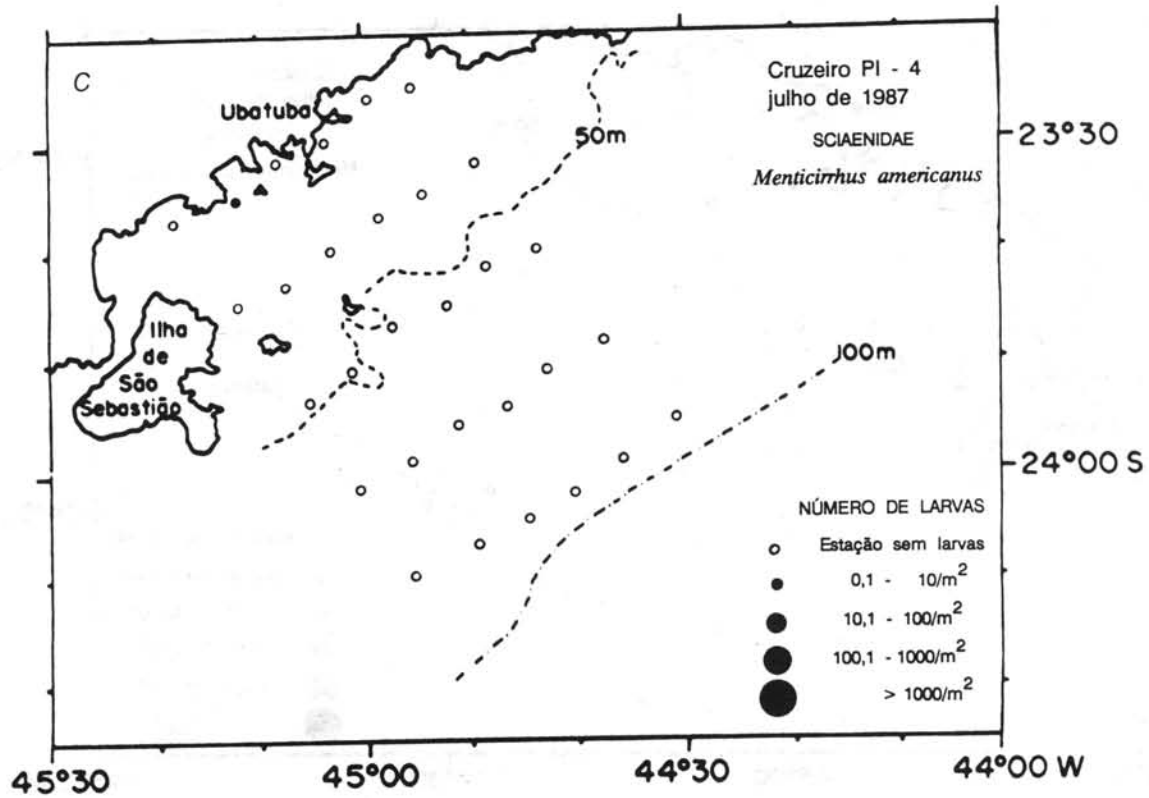 C
Cruzeiro PI - 4
julho de 1987
SCIAENIDAE
Menticirrhus americanus
Ubatuba
50m
100m
Ilha
de
São
Sebastião
23°30
24°00 S
NÚMERO DE LARVAS
Estação sem larvas
0,1 - 10/m²
10,1 - 100/m²
100,1 - 1000/m²
> 1000/m²
45°30
45°00
44°30
44°00 W